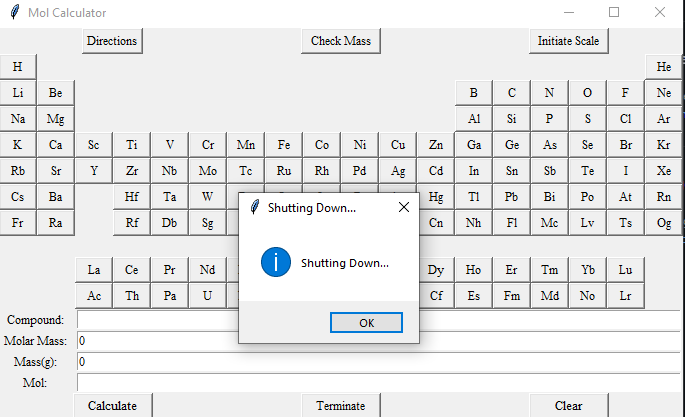 Mol Calculator
Directions Check Mass Initiate Scale
H He
Li Be B C N O F Ne
Na Mg Al Si P S Cl Ar
K Ca Sc Ti V Cr Mn Fe Co Ni Cu Zn Ga Ge As Se Br Kr
Rb Sr Y Zr Nb Mo Tc Ru Rh Pd Ag Cd In Sn Sb Te I Xe
Cs Ba Hf Ta W Hg Tl Pb Bi Po At Rn
Fr Ra Rf Db Sg Cn Nh Fl Mc Lv Ts Og
Shutting Down...
Shutting Down...
OK
La Ce Pr Nd Dy Ho Er Tm Yb Lu
Ac Th Pa U Cf Es Fm Md No Lr
Compound:
Molar Mass: 0
Mass(g): 0
Mol:
Calculate Terminate Clear